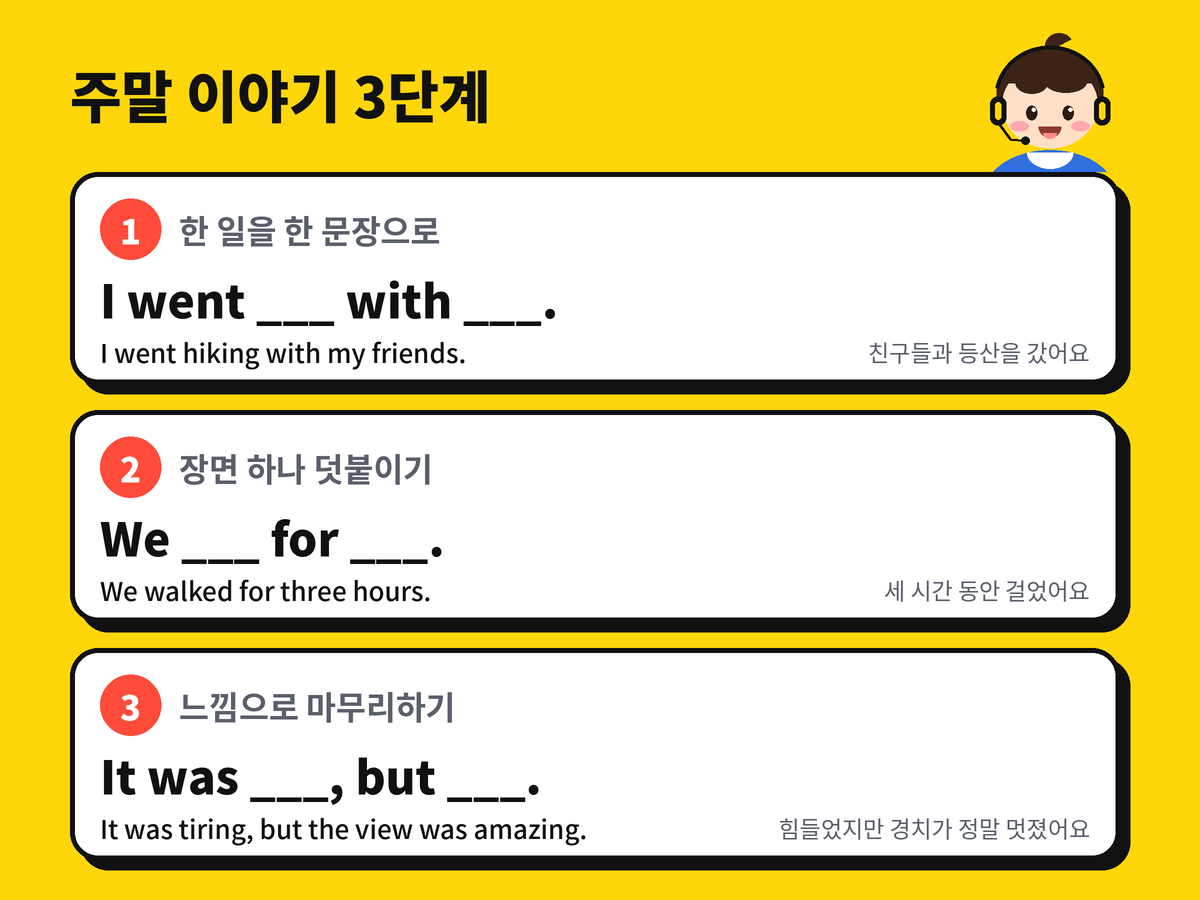 주말 이야기 3단계
1 한 일을 한 문장으로
I went ___ with ___.
I went hiking with my friends. 친구들과 등산을 갔어요
2 장면 하나 덧붙이기
We ___ for ___.
We walked for three hours. 세 시간 동안 걸었어요
3 느낌으로 마무리하기
It was ___, but ___.
It was tiring, but the view was amazing. 힘들었지만 경치가 정말 멋졌어요